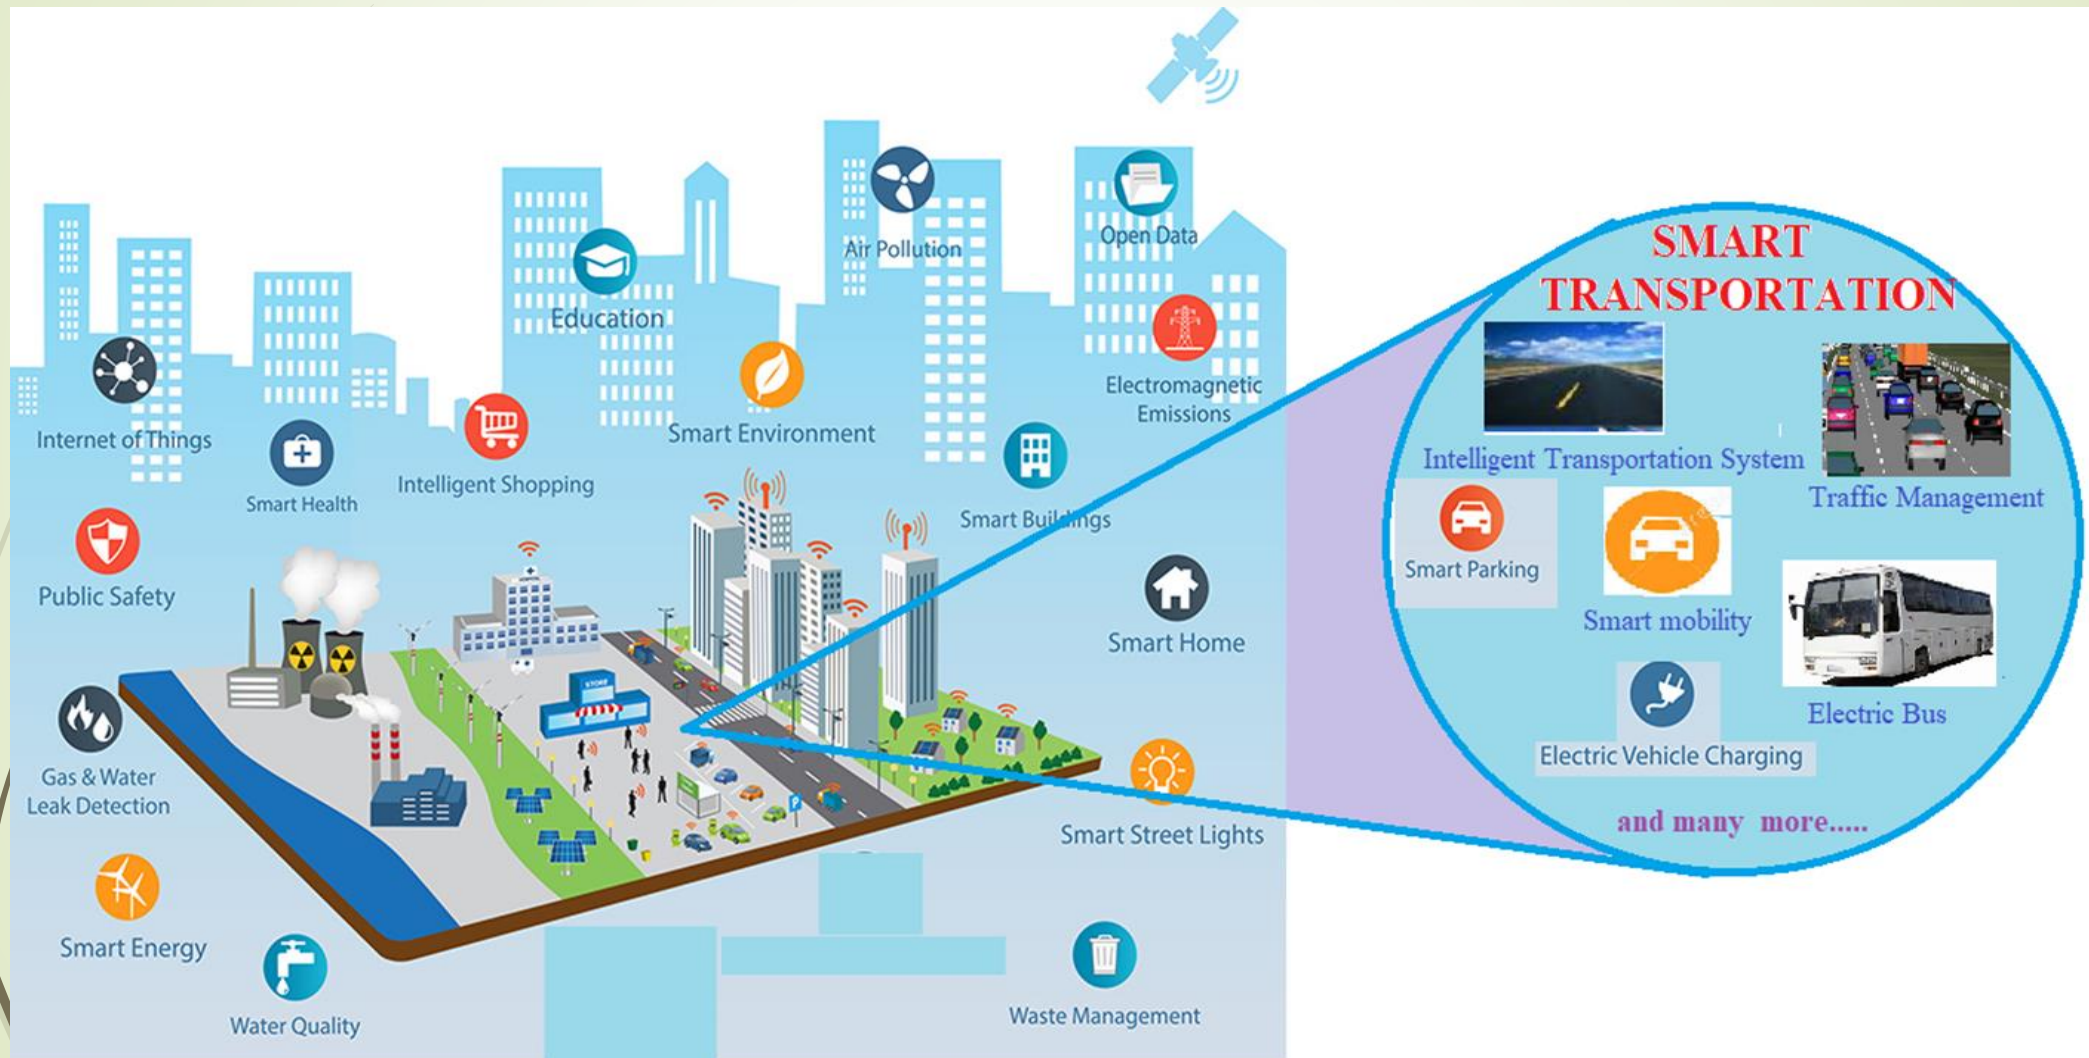 Air Pollution
Open Data
Education
Electromagnetic
Emissions
Internet of Things
Smart Health
Intelligent Shopping
Smart Environment
Smart Buildings
Public Safety
HOSPITAL
STORE
P
Smart Home
Gas & Water
Leak Detection
Smart Street Lights
Smart Energy
Water Quality
Waste Management
SMART
TRANSPORTATION
Intelligent Transportation System
Traffic Management
Smart Parking
Smart mobility
Electric Bus
Electric Vehicle Charging
and many more.....